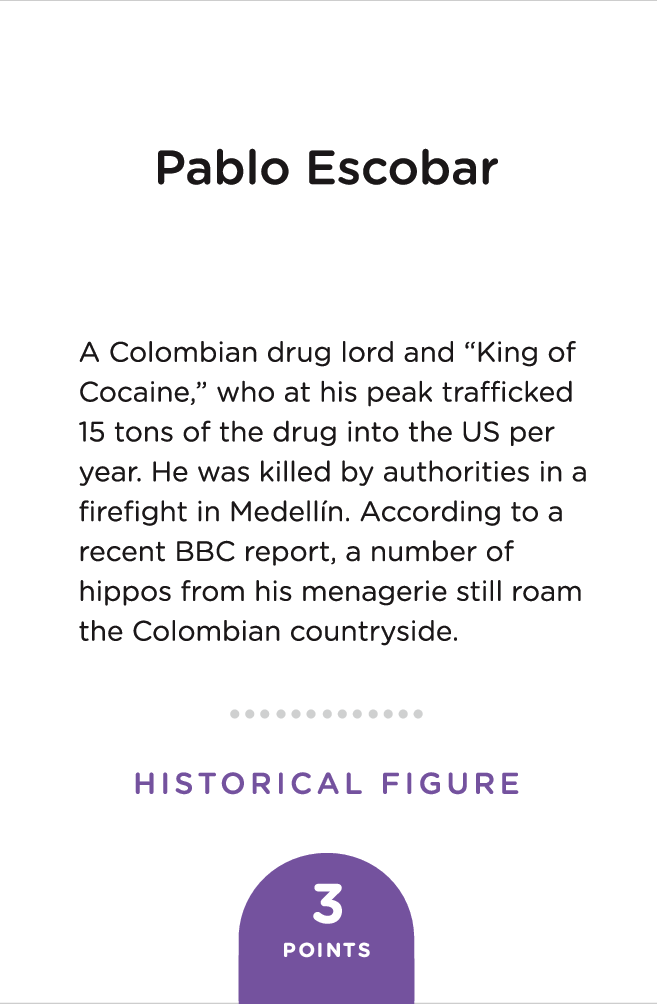 Pablo Escobar
A Colombian drug lord and “King of
Cocaine,” who at his peak trafficked
15 tons of the drug into the US per
year. He was killed by authorities in a
firefight in Medellín. According to a
recent BBC report, a number of
hippos from his menagerie still roam
the Colombian countryside.
HISTORICAL FIGURE
3
POINTS